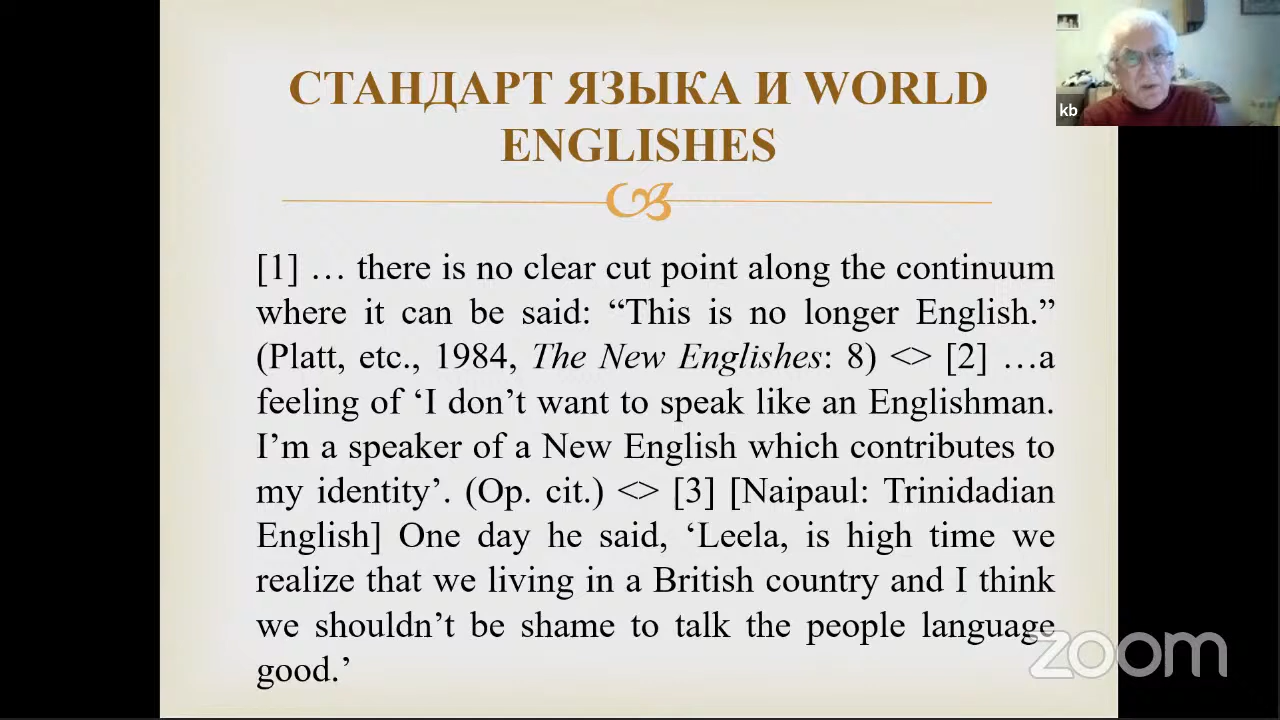 СТАНДАРТ ЯЗЫКА И WORLD
ENGLISHES
kb
[1] … there is no clear cut point along the continuum
where it can be said: “This is no longer English.”
(Platt, etc., 1984, The New Englishes: 8) <> [2] …a
feeling of ‘I don’t want to speak like an Englishman.
I’m a speaker of a New English which contributes to
my identity’. (Op. cit.) <> [3] [Naipaul: Trinidadian
English] One day he said, ‘Leela, is high time we
realize that we living in a British country and I think
we shouldn’t be shame to talk the people language
good.’
zoom